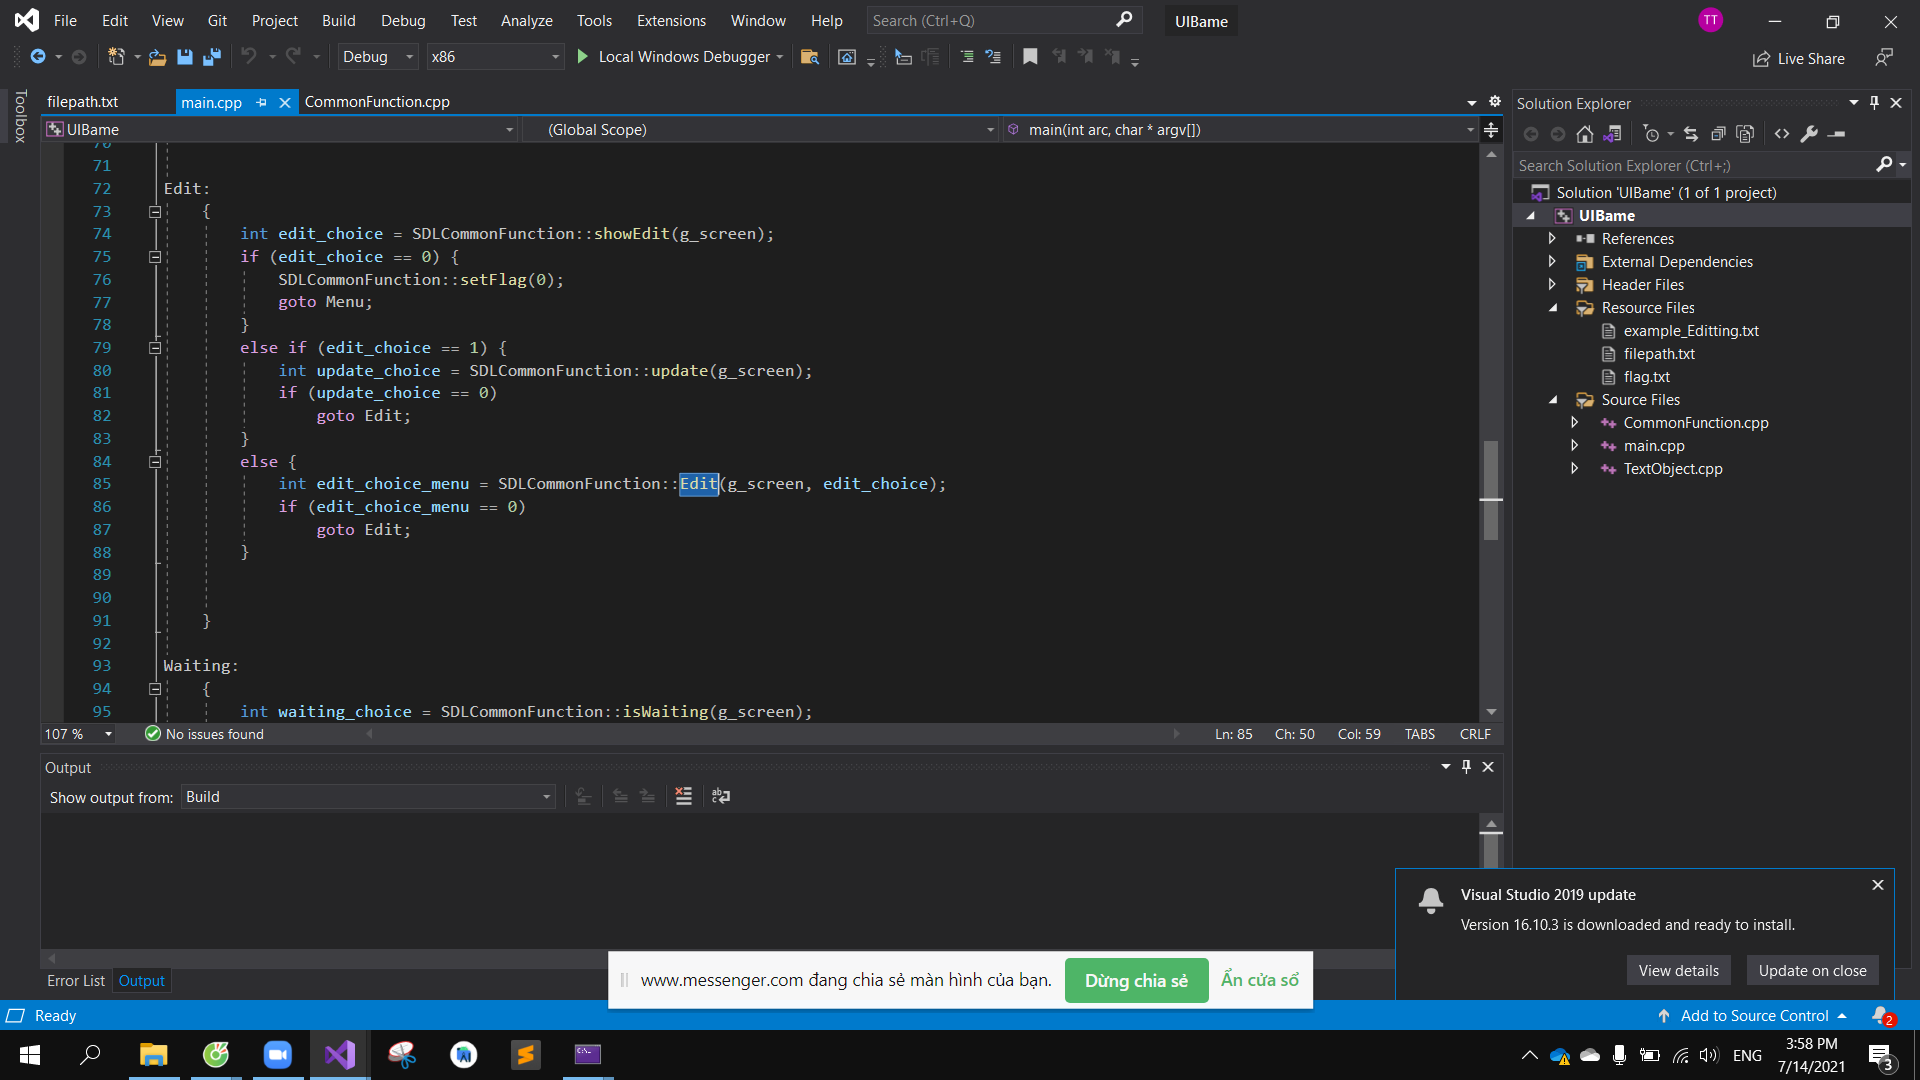 File Edit View Git Project Build Debug Test Analyze Tools Extensions Window Help Search (Ctrl+Q) UIBame TT
Debug x86 Local Windows Debugger Live Share
Toolbox
filepath.txt main.cpp CommonFunction.cpp
UIBame (Global Scope) main(int arc, char * argv[])
70
71
72 Edit:
73 {
74 int edit_choice = SDLCommonFunction::showEdit(g_screen);
75 if (edit_choice == 0) {
76 SDLCommonFunction::setFlag(0);
77 goto Menu;
78 }
79 else if (edit_choice == 1) {
80 int update_choice = SDLCommonFunction::update(g_screen);
81 if (update_choice == 0)
82 goto Edit;
83 }
84 else {
85 int edit_choice_menu = SDLCommonFunction::Edit(g_screen, edit_choice);
86 if (edit_choice_menu == 0)
87 goto Edit;
88 }
89
90
91 }
92
93 Waiting:
94 {
95 int waiting_choice = SDLCommonFunction::isWaiting(g_screen);
107 % No issues found Ln: 85 Ch: 50 Col: 59 TABS CRLF
Output
Show output from: Build
Error List Output
Solution Explorer
Search Solution Explorer (Ctrl+;)
Solution 'UIBame' (1 of 1 project)
UIBame
References
External Dependencies
Header Files
Resource Files
example_Editting.txt
filepath.txt
flag.txt
Source Files
CommonFunction.cpp
main.cpp
TextObject.cpp
Visual Studio 2019 update
Version 16.10.3 is downloaded and ready to install.
View details Update on close
www.messenger.com đang chia sẻ màn hình của bạn. Dừng chia sẻ Ẩn cửa sổ
Ready Add to Source Control 2
ENG 3:58 PM
7/14/2021 3